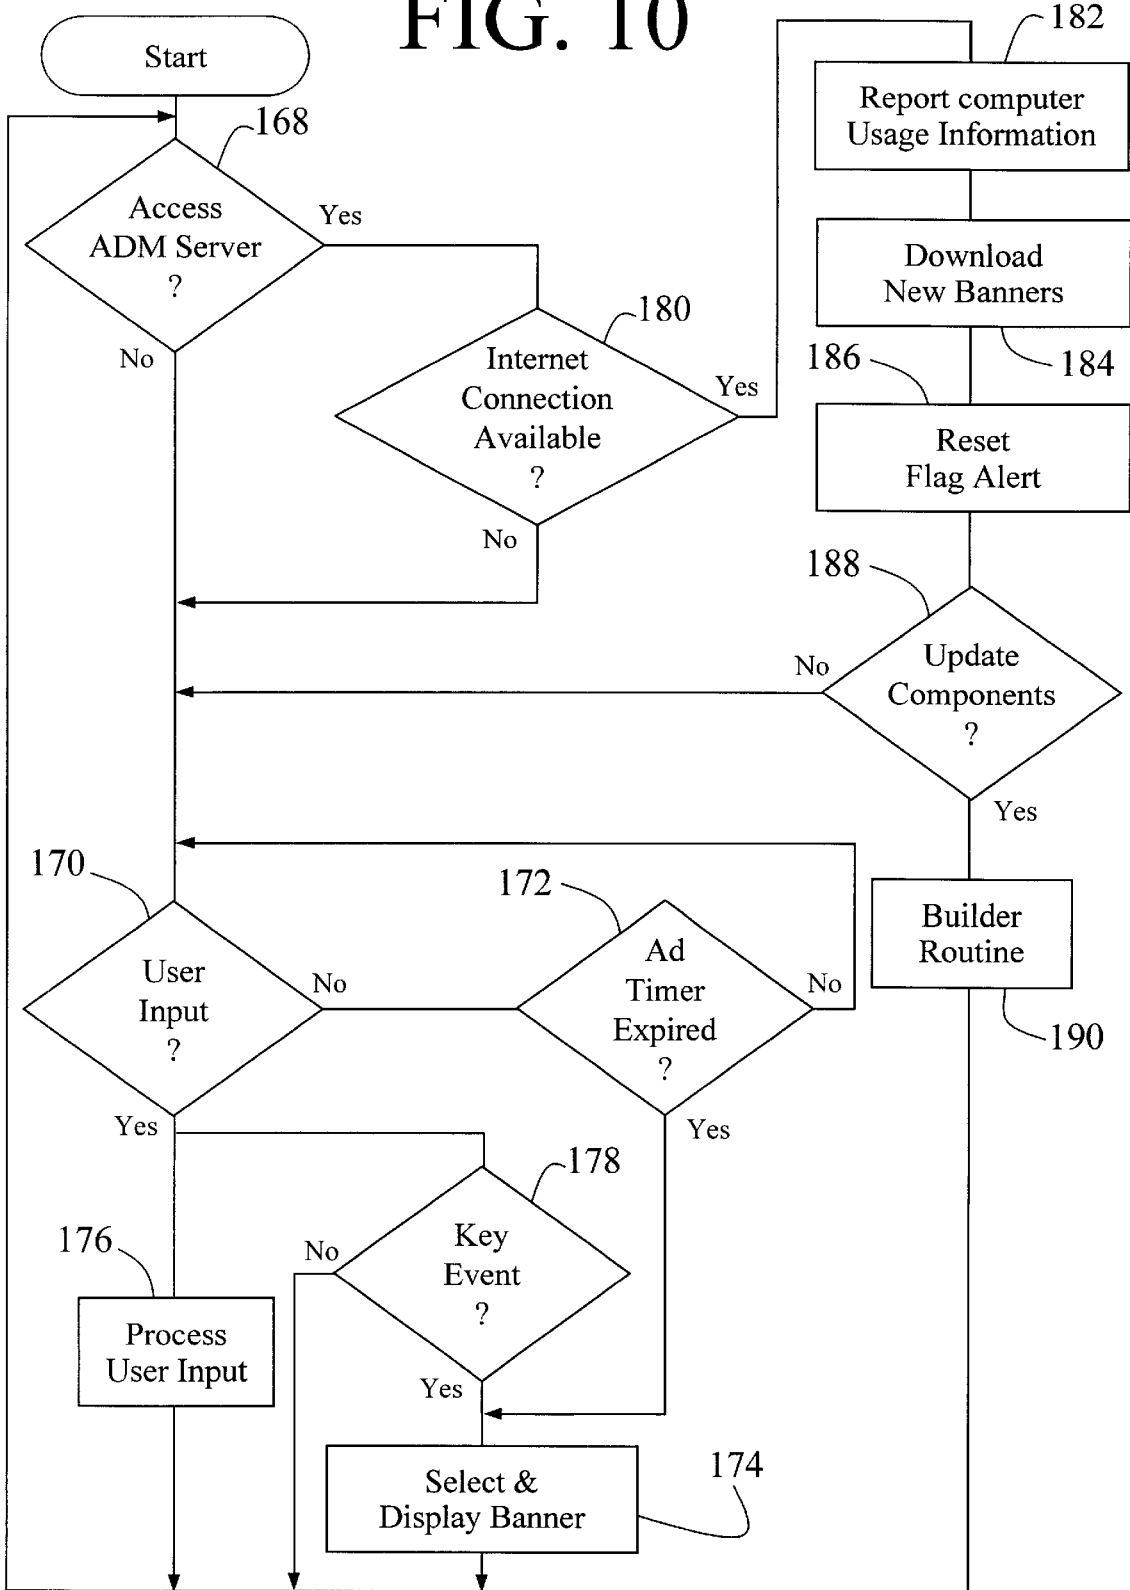 FIG. 10
Start
168
Access
ADM Server
?
Yes
No
180
Internet
Connection
Available
?
Yes
No
182
Report computer
Usage Information
Download
New Banners
184
186
Reset
Flag Alert
188
Update
Components
?
No
Yes
Builder
Routine
190
170
User
Input
?
No
Yes
172
Ad
Timer
Expired
?
No
Yes
178
Key
Event
?
No
Yes
176
Process
User Input
Select &
Display Banner
174